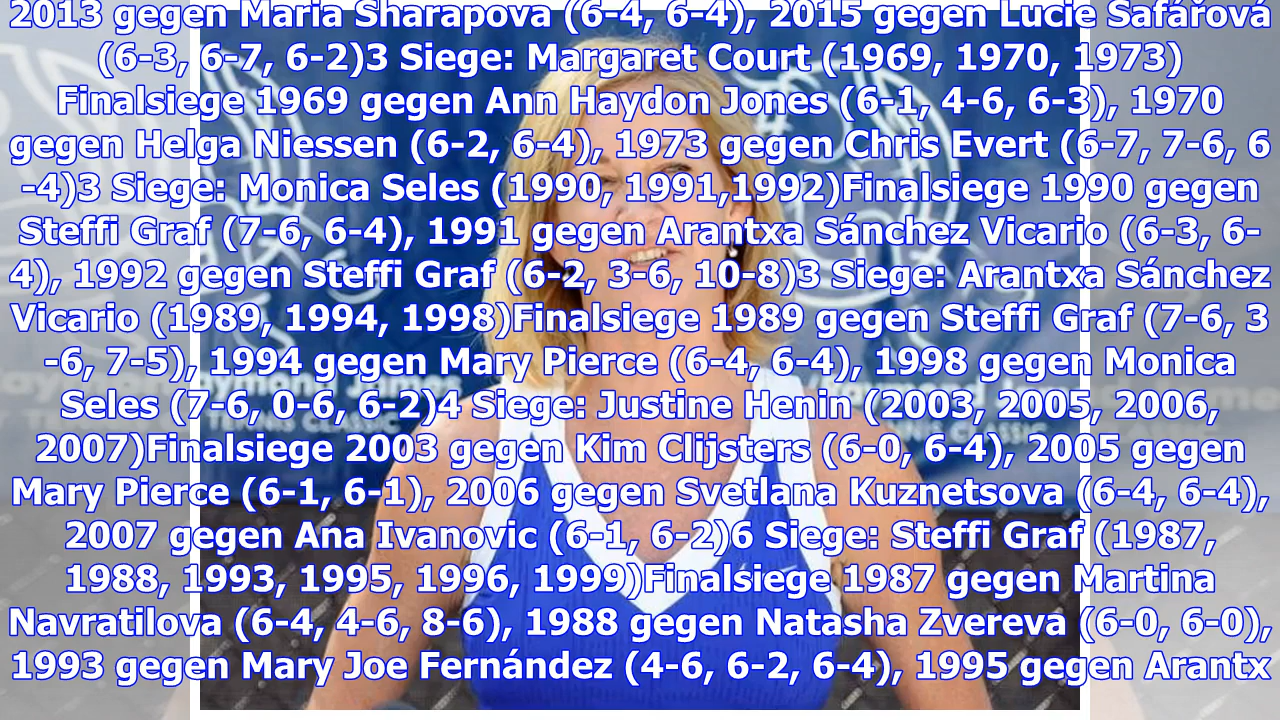 2013 gegen Maria Sharapova (6-4, 6-4), 2015 gegen Lucie Šafářová
(6-3, 6-7, 6-2)3 Siege: Margaret Court (1969, 1970, 1973)
Finalsiege 1969 gegen Ann Haydon Jones (6-1, 4-6, 6-3), 1970
gegen Helga Niessen (6-2, 6-4), 1973 gegen Chris Evert (6-7, 7-6, 6
-4)3 Siege: Monica Seles (1990, 1991,1992)Finalsiege 1990 gegen
Steffi Graf (7-6, 6-4), 1991 gegen Arantxa Sánchez Vicario (6-3, 6-
4), 1992 gegen Steffi Graf (6-2, 3-6, 10-8)3 Siege: Arantxa Sánchez
Vicario (1989, 1994, 1998)Finalsiege 1989 gegen Steffi Graf (7-6, 3
-6, 7-5), 1994 gegen Mary Pierce (6-4, 6-4), 1998 gegen Monica
Seles (7-6, 0-6, 6-2)4 Siege: Justine Henin (2003, 2005, 2006,
2007)Finalsiege 2003 gegen Kim Clijsters (6-0, 6-4), 2005 gegen
Mary Pierce (6-1, 6-1), 2006 gegen Svetlana Kuznetsova (6-4, 6-4),
2007 gegen Ana Ivanovic (6-1, 6-2)6 Siege: Steffi Graf (1987,
1988, 1993, 1995, 1996, 1999)Finalsiege 1987 gegen Martina
Navratilova (6-4, 4-6, 8-6), 1988 gegen Natasha Zvereva (6-0, 6-0),
1993 gegen Mary Joe Fernández (4-6, 6-2, 6-4), 1995 gegen Arantx